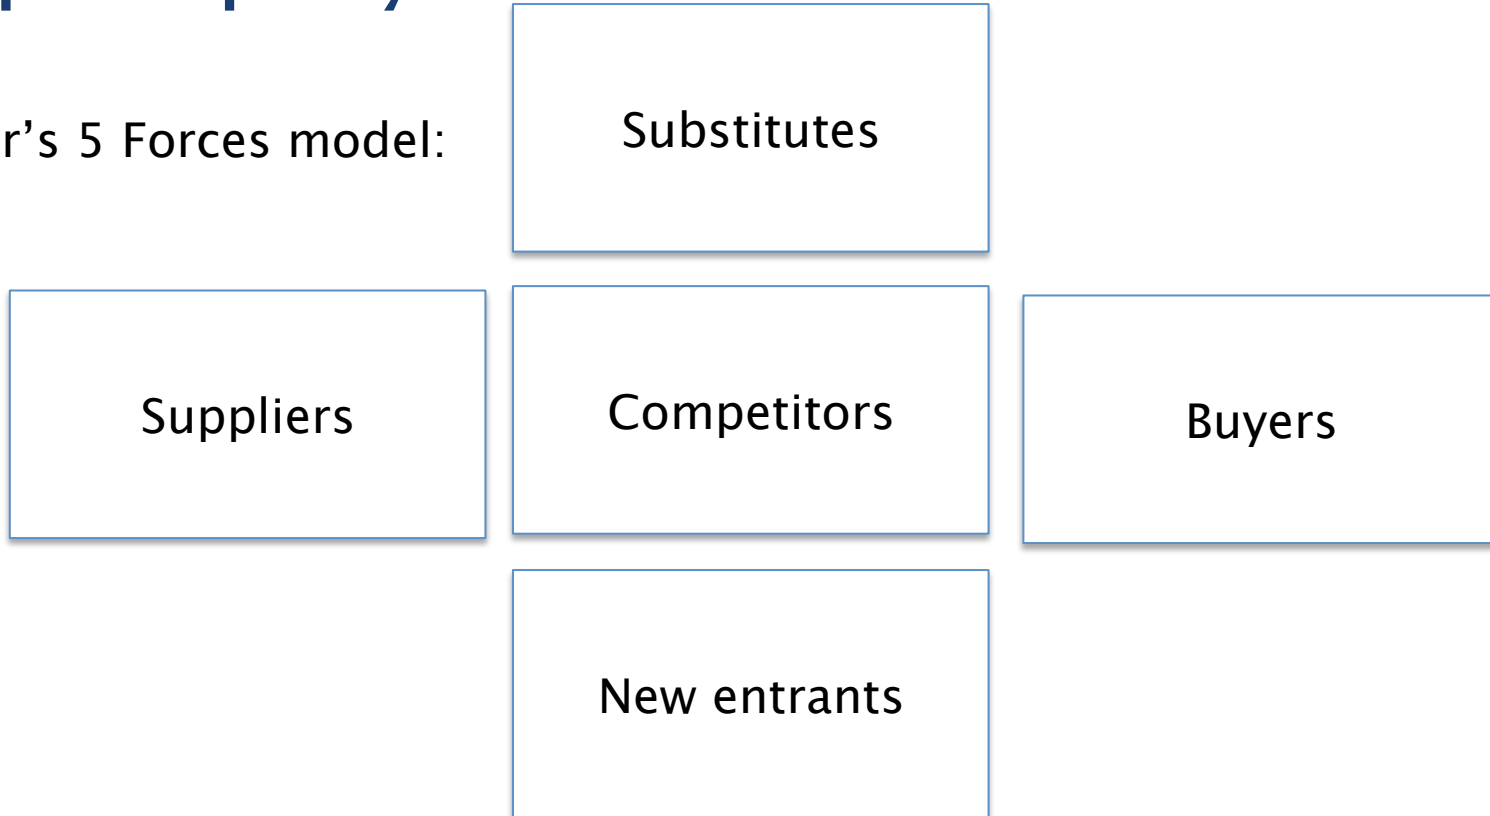 r’s 5 Forces model:
Substitutes
Suppliers
Competitors
Buyers
New entrants